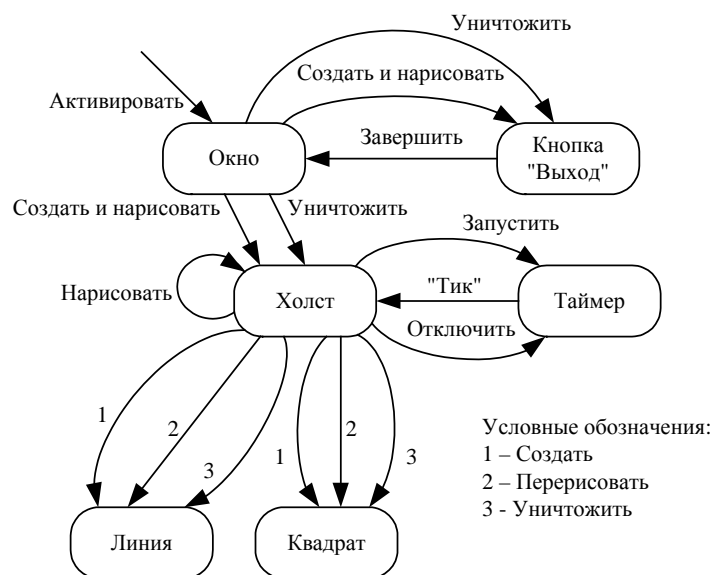 Уничтожить
Создать и нарисовать
Активировать
Завершить
Окно
Кнопка
"Выход"
Создать и нарисовать
Уничтожить
Запустить
"Тик"
Нарисовать
Холст
Таймер
Отключить
1
2
3
1
2
3
Условные обозначения:
1 – Создать
2 – Перерисовать
3 - Уничтожить
Линия
Квадрат